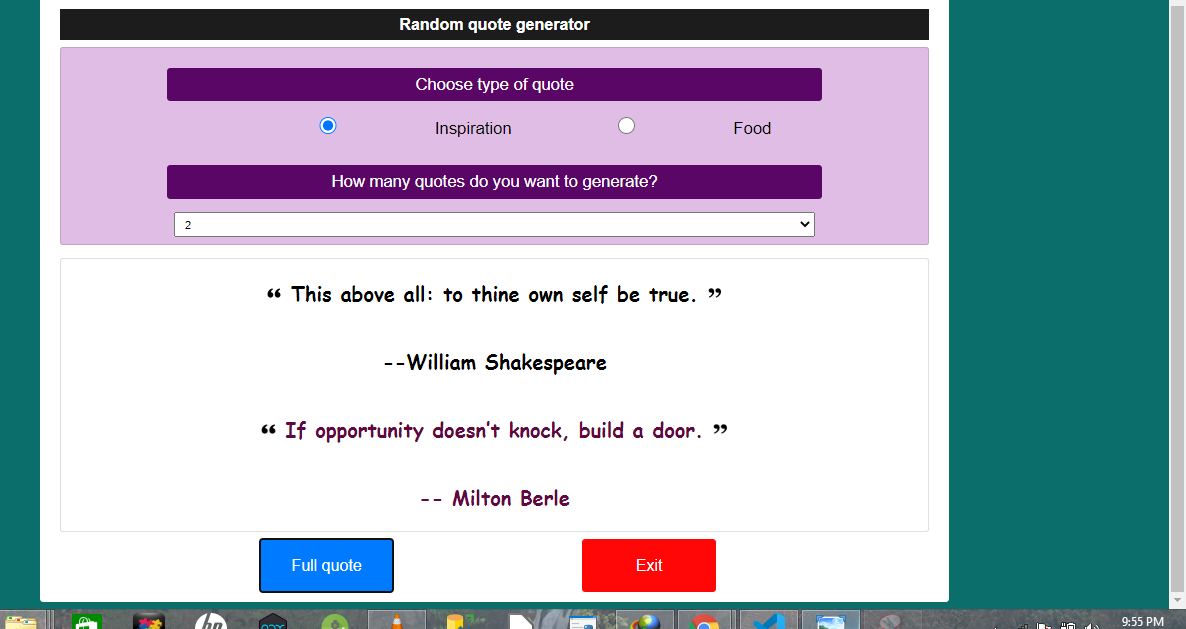 Random quote generator
Choose type of quote
Inspiration Food
How many quotes do you want to generate?
2
“ This above all: to thine own self be true. ”
--William Shakespeare
“ If opportunity doesn't knock, build a door. ”
-- Milton Berle
Full quote Exit
hp
9:55 PM